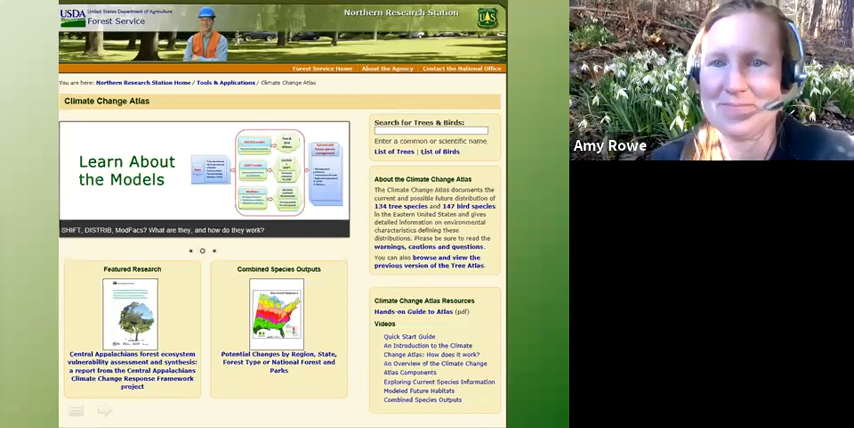 USDA
United States Department of Agriculture
Forest Service
Northern Research Station
UAS
Forest Service Home | About the Agency | Contact the National Office
You are here: Northern Research Station Home / Tools & Applications / Climate Change Atlas
Climate Change Atlas
Learn About
the Models
SHIFT, DISTRIB, ModFacs? What are they, and how do they work?
Featured Research
Central Appalachians forest ecosystem
vulnerability assessment and synthesis:
a report from the Central Appalachians
Climate Change Response Framework
project
Combined Species Outputs
Potential Changes by Region, State,
Forest Type or National Forest and
Parks
Search for Trees & Birds:
Enter a common or scientific name
List of Trees | List of Birds
About the Climate Change Atlas
The Climate Change Atlas documents the
current and possible future distribution of
134 tree species and 147 bird species
in the Eastern United States and gives
detailed information on environmental
characteristics defining these
distributions. Please be sure to read the
warnings, cautions and questions.
You can also browse and view the
previous version of the Tree Atlas.
Climate Change Atlas Resources
Hands-on Guide to Atlas (pdf)
Videos
Quick Start Guide
An Introduction to the Climate
Change Atlas: How does it work?
An Overview of the Climate Change
Atlas Components
Exploring Current Species Information
Modeled Future Habitats
Combined Species Outputs
Amy Rowe